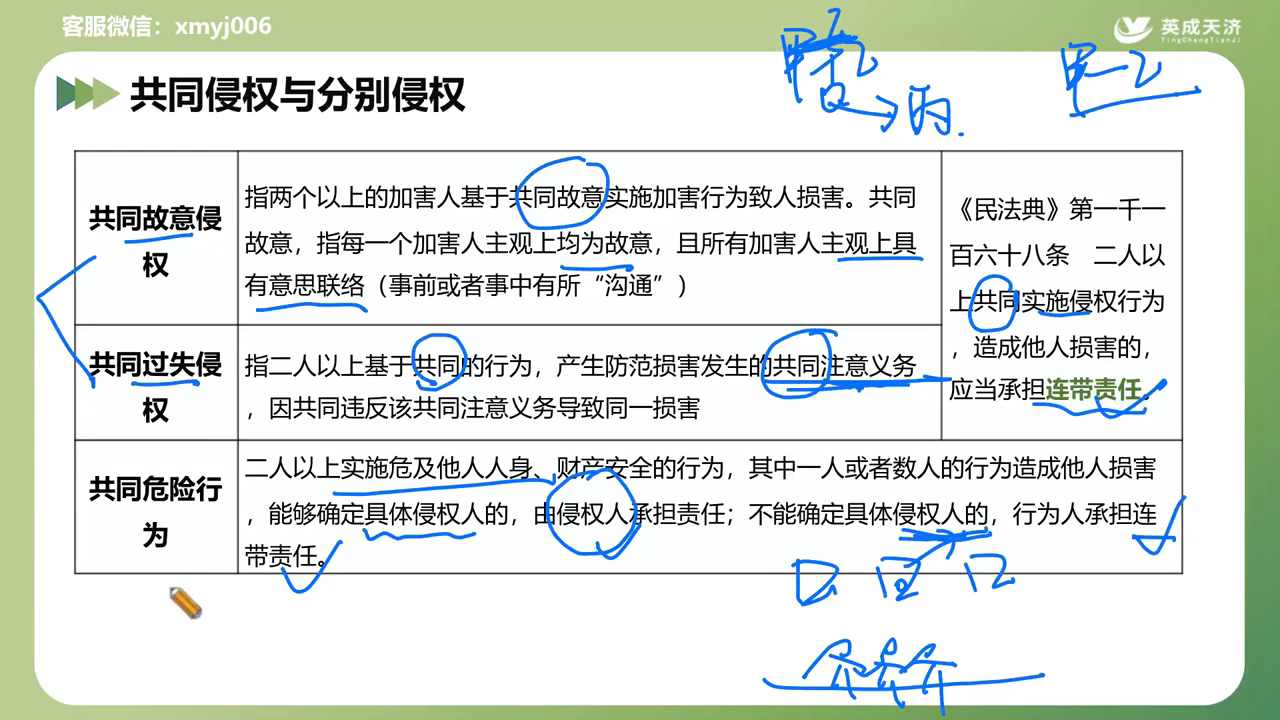 客服微信：xmyj006
英成天济
YingChengTianJi
共同侵权与分别侵权
共同故意侵
权
指两个以上的加害人基于共同故意实施加害行为致人损害。共同
故意，指每一个加害人主观上均为故意，且所有加害人主观上具
有意思联络（事前或者事中有所“沟通”）
《民法典》第一千一
百六十八条 二人以
上共同实施侵权行为
，造成他人损害的，
应当承担连带责任。
共同过失侵
权
指二人以上基于共同的行为，产生防范损害发生的共同注意义务
，因共同违反该共同注意义务导致同一损害
共同危险行
为
二人以上实施危及他人人身、财产安全的行为，其中一人或者数人的行为造成他人损害
，能够确定具体侵权人的，由侵权人承担责任；不能确定具体侵权人的，行为人承担连
带责任。